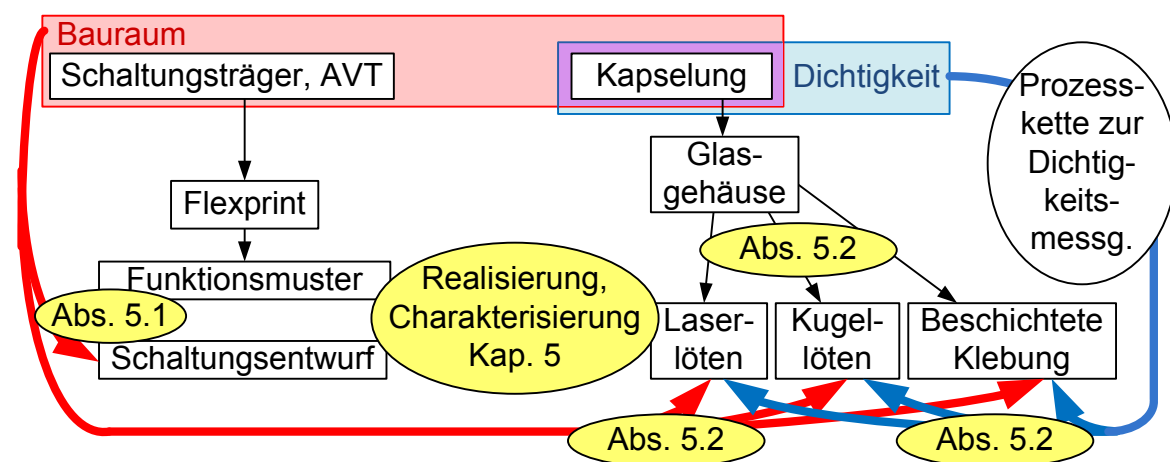 Bauraum
Schaltungsträger, AVT
Kapselung
Dichtigkeit
Prozess-
kette zur
Dichtig-
keits-
messg.
Glas-
gehäuse
Flexprint
Abs. 5.2
Funktionsmuster
Abs. 5.1
Schaltungsentwurf
Realisierung,
Charakterisierung
Kap. 5
Laser-
löten
Kugel-
löten
Beschichtete
Klebung
Abs. 5.2
Abs. 5.2